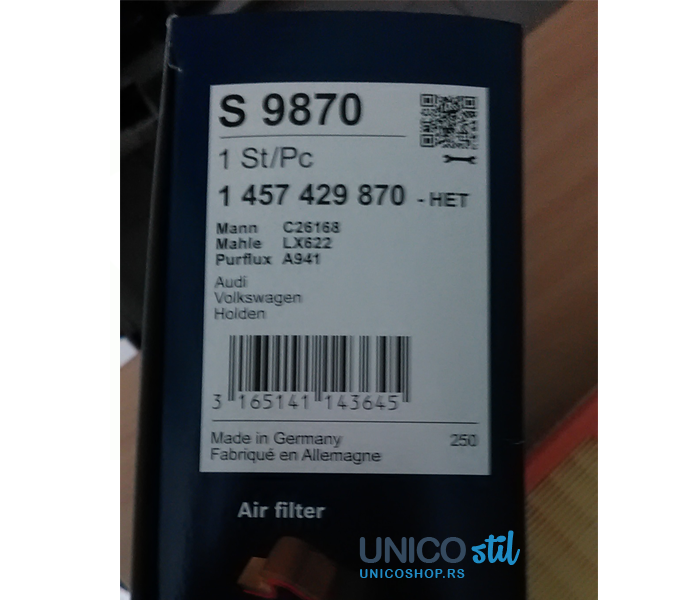 S 9870
1 St/Pc
1 457 429 870 - HET
Mann C26168
Mahle LX622
Purflux A941
Audi
Volkswagen
Holden
3 165141 143645
Made in Germany 250
Fabriqué en Allemagne
Air filter
UNICO stil
UNICOSHOP.RS